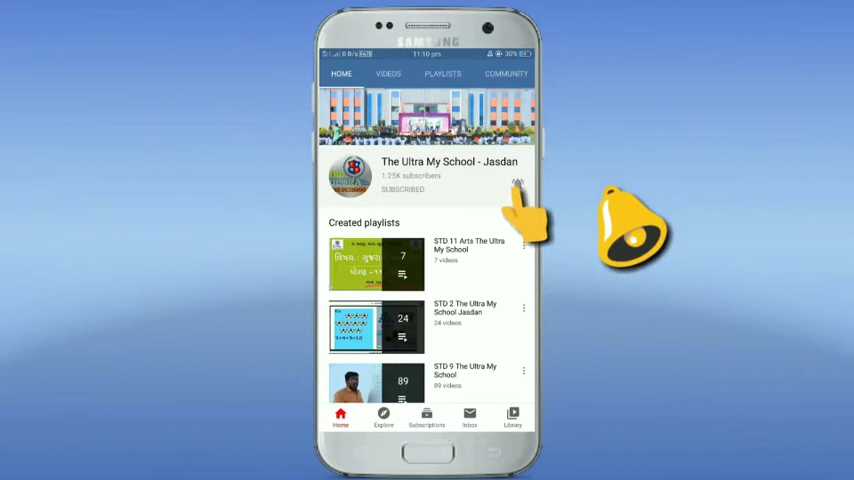 SAMSUNG
11:10 pm
30%
HOME
VIDEOS
PLAYLISTS
COMMUNITY
The Ultra My School - Jasdan
1.25K subscribers
SUBSCRIBED
Created playlists
7
STD 11 Arts The Ultra
My School
7 videos
24
STD 2 The Ultra My
School Jasdan
24 videos
89
STD 9 The Ultra My
School
89 videos
Home
Explore
Subscriptions
Inbox
Library